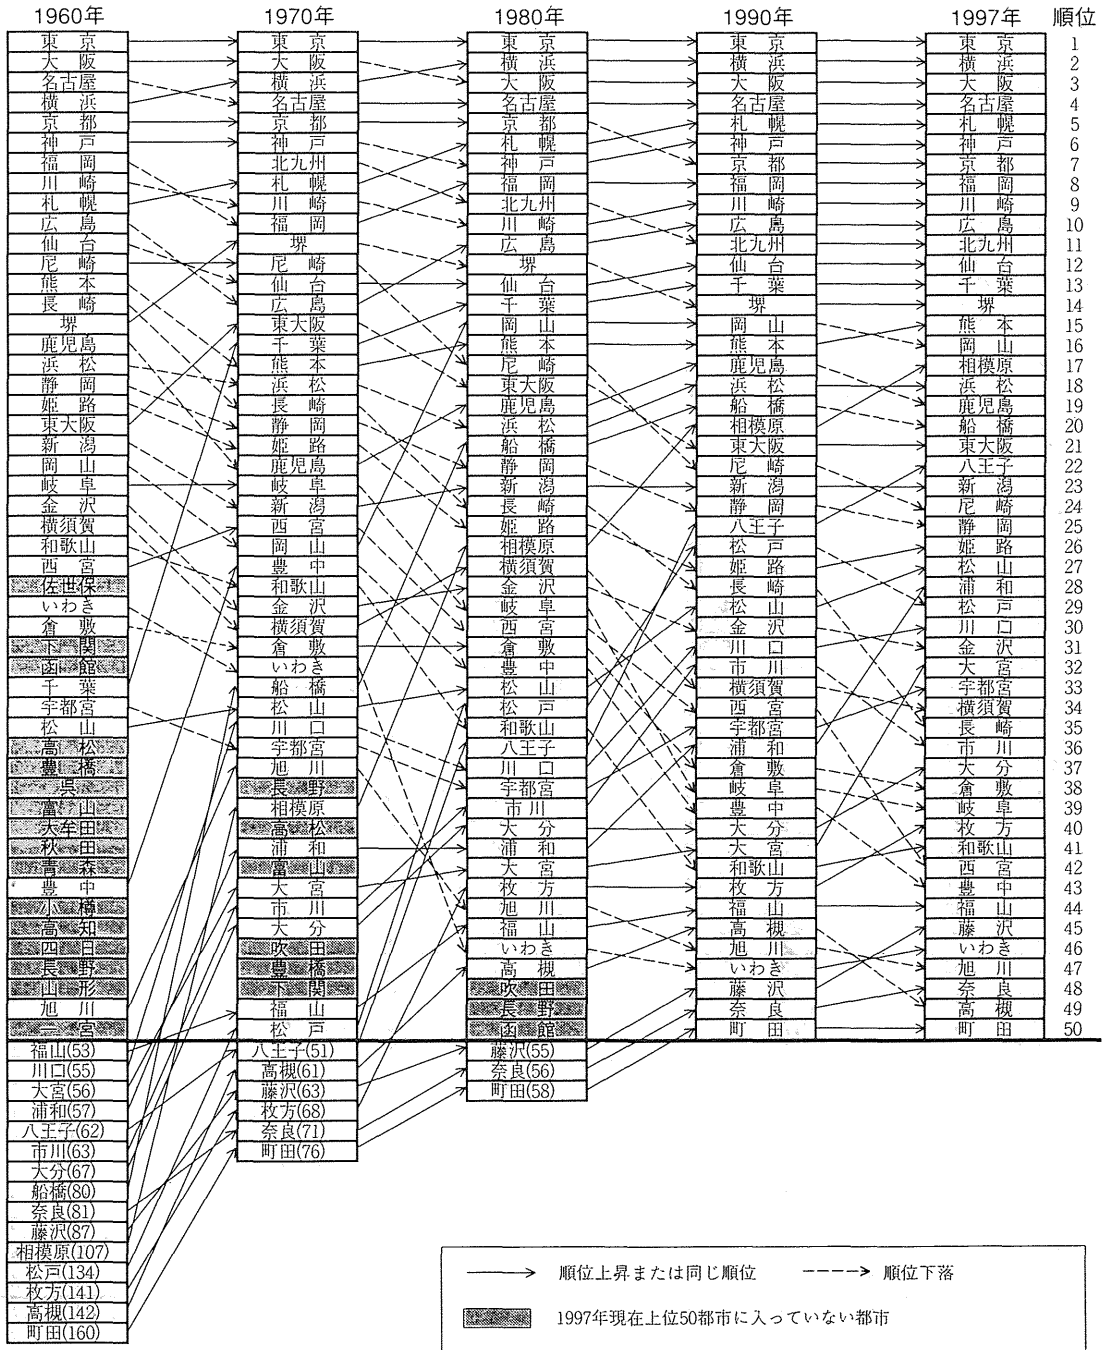 1960年
東京
大阪
名古屋
横浜
京都
神戸
福岡
川崎
札幌
広島
仙台
尼崎
熊本
長崎
堺
鹿児島
浜松
静岡
姫路
東大阪
新潟
岡山
岐阜
金沢
横須賀
和歌山
西宮
佐世保
いわき
倉敷
下関
函館
千葉
宇都宮
松山
高松
豊橋
呉
富山
大牟田
秋田
青森
豊中
小樽
高知
四日
長野
山形
旭川
一宮
福山(53)
川口(55)
大宮(56)
浦和(57)
八王子(62)
市川(63)
大分(67)
船橋(80)
奈良(81)
藤沢(87)
相模原(107)
松戸(134)
枚方(141)
高槻(142)
町田(160)
1970年
東京
大阪
横浜
名古屋
京都
神戸
北九州
札幌
川崎
福岡
堺
尼崎
仙台
広島
東大阪
千葉
熊本
浜松
長崎
静岡
姫路
鹿児島
岐阜
新潟
西宮
岡山
豊中
和歌山
金沢
横須賀
倉敷
いわき
船橋
松山
川口
宇都宮
旭川
長野
相模原
高松
浦和
富山
大宮
市川
大分
吹田
豊橋
下関
福山
松戸
八王子(51)
高槻(61)
藤沢(63)
枚方(68)
奈良(71)
町田(76)
1980年
東京
横浜
大阪
名古屋
京都
札幌
神戸
福岡
北九州
川崎
広島
堺
仙台
千葉
岡山
熊本
尼崎
東大阪
鹿児島
浜松
船橋
静岡
新潟
長崎
姫路
相模原
横須賀
金沢
岐阜
西宮
倉敷
豊中
松山
松戸
和歌山
八王子
川口
宇都宮
市川
大分
浦和
大宮
枚方
旭川
福山
いわき
高槻
吹田
長野
函館
藤沢(55)
奈良(56)
町田(58)
1990年
東京
横浜
大阪
名古屋
札幌
神戸
京都
福岡
川崎
広島
北九州
仙台
千葉
堺
岡山
熊本
鹿児島
浜松
船橋
相模原
東大阪
尼崎
新潟
静岡
八王子
松戸
姫路
長崎
松山
金沢
川口
市川
横須賀
西宮
宇都宮
浦和
倉敷
岐阜
豊中
大分
大宮
和歌山
枚方
福山
高槻
旭川
いわき
藤沢
奈良
町田
1997年
東京
横浜
大阪
名古屋
札幌
神戸
京都
福岡
川崎
広島
北九州
仙台
千葉
堺
熊本
岡山
相模原
浜松
鹿児島
船橋
東大阪
八王子
新潟
尼崎
静岡
姫路
松山
浦和
松戸
川口
金沢
大宮
宇都宮
横須賀
長崎
市川
大分
倉敷
岐阜
枚方
和歌山
西宮
豊中
福山
藤沢
いわき
旭川
奈良
高槻
町田
順位
1
2
3
4
5
6
7
8
9
10
11
12
13
14
15
16
17
18
19
20
21
22
23
24
25
26
27
28
29
30
31
32
33
34
35
36
37
38
39
40
41
42
43
44
45
46
47
48
49
50
順位上昇または同じ順位
順位下落
1997年現在上位50都市に入っていない都市